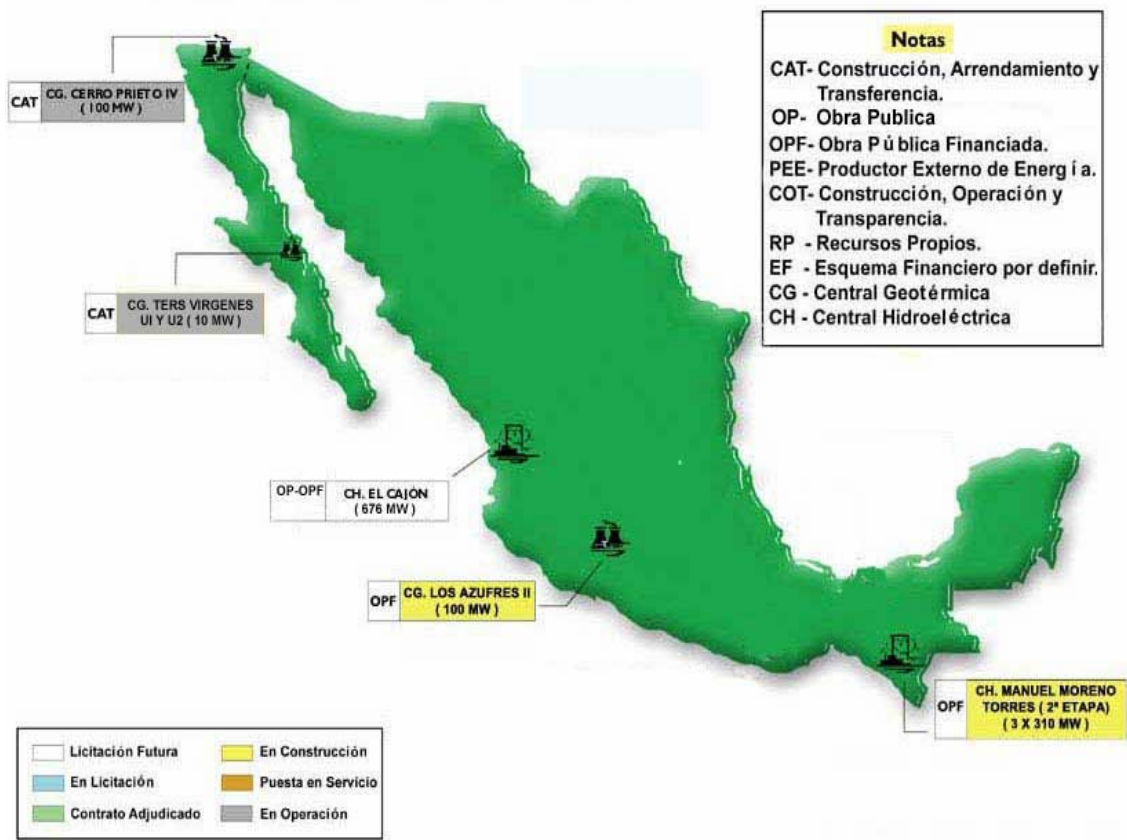 CAT
CG. CERRO PRIETO IV
( 100 MW )
Notas
CAT- Construcción, Arrendamiento y
Transferencia.
OP- Obra Publica
OPF- Obra Pública Financiada.
PEE- Productor Externo de Energía.
COT- Construcción, Operación y
Transparencia.
RP - Recursos Propios.
EF - Esquema Financiero por definir.
CG - Central Geotérmica
CH - Central Hidroeléctrica
CAT
CG. TERS VIRGENES
UI Y U2 ( 10 MW )
OP-OPF
CH. EL CAJÓN
( 676 MW )
OPF
CG. LOS AZUFRES II
( 100 MW )
OPF
CH. MANUEL MORENO
TORRES ( 2ª ETAPA)
( 3 X 310 MW )
Licitación Futura
En Licitación
Contrato Adjudicado
En Construcción
Puesta en Servicio
En Operación